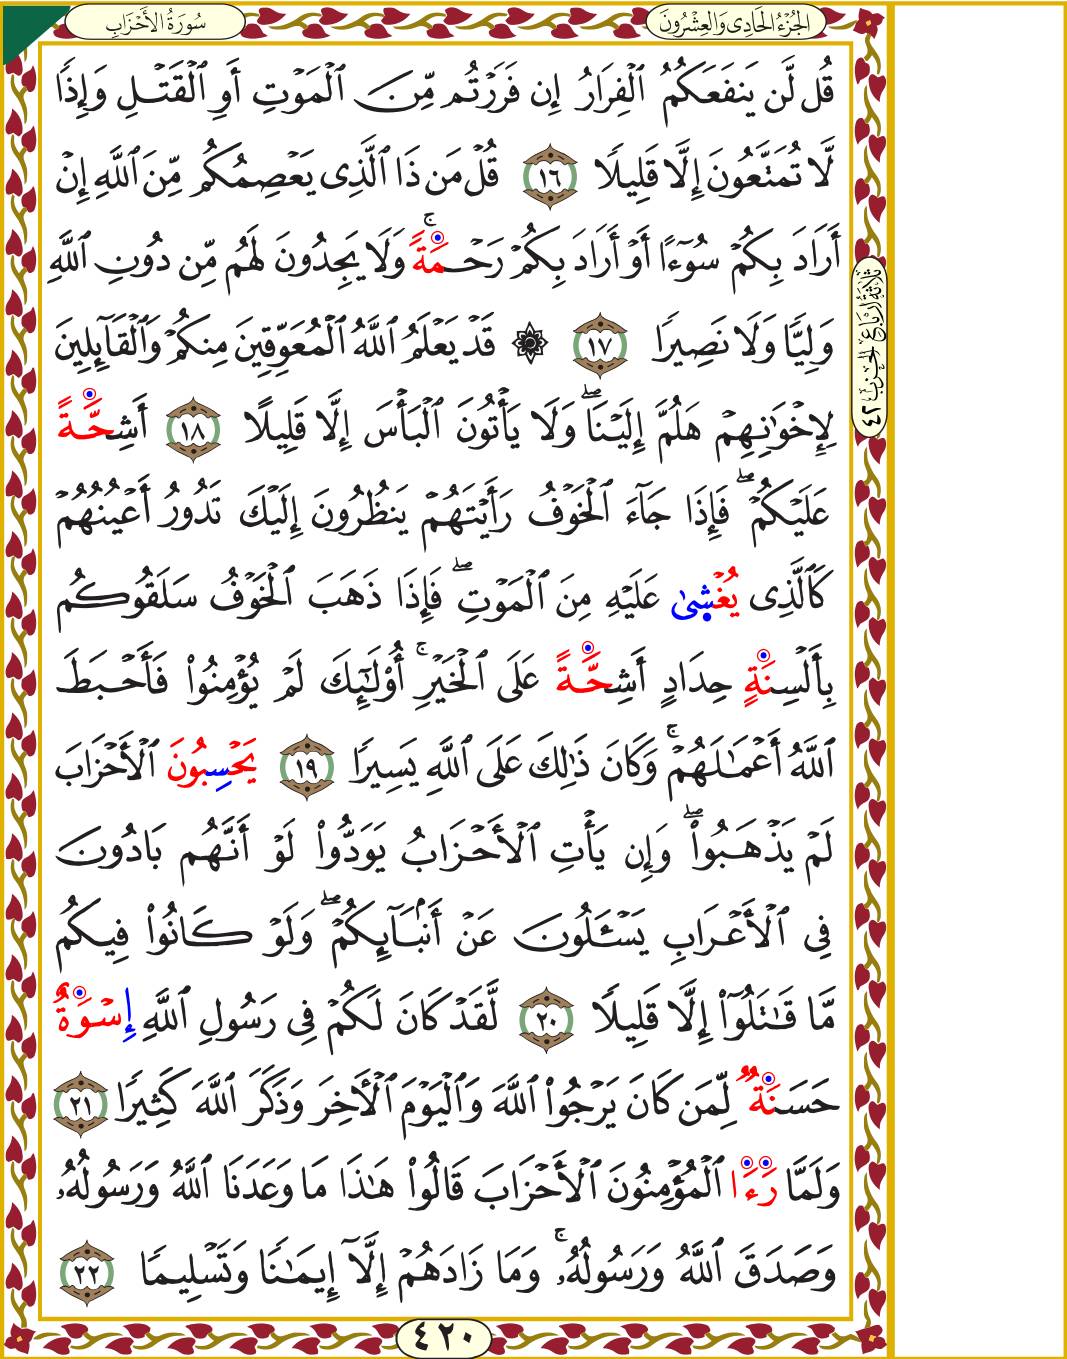 سُورَةُ الأَحْزَابِ
الجُزْءُ الحَادِى وَالعِشْرُونَ
قُل لَّن يَنفَعَكُمُ ٱلْفِرَارُ إِن فَرَرْتُم مِّنَ ٱلْمَوْتِ أَوِ ٱلْقَتْلِ وَإِذًا
لَّا تُمَتَّعُونَ إِلَّا قَلِيلًا ١٦ قُلْ مَن ذَا ٱلَّذِى يَعْصِمُكُم مِّنَ ٱللَّهِ إِنْ
أَرَادَ بِكُمْ سُوٓءًا أَوْ أَرَادَ بِكُمْ رَحْمَةً ۚ وَلَا يَجِدُونَ لَهُم مِّن دُونِ ٱللَّهِ
وَلِيًّا وَلَا نَصِيرًا ١٧ ۞ قَدْ يَعْلَمُ ٱللَّهُ ٱلْمُعَوِّقِينَ مِنكُمْ وَٱلْقَآئِلِينَ
لِإِخْوَٰنِهِمْ هَلُمَّ إِلَيْنَا ۖ وَلَا يَأْتُونَ ٱلْبَأْسَ إِلَّا قَلِيلًا ١٨ أَشِحَّةً
عَلَيْكُمْ ۖ فَإِذَا جَآءَ ٱلْخَوْفُ رَأَيْتَهُمْ يَنظُرُونَ إِلَيْكَ تَدُورُ أَعْيُنُهُمْ
كَٱلَّذِى يُغْشِىٰ عَلَيْهِ مِنَ ٱلْمَوْتِ ۖ فَإِذَا ذَهَبَ ٱلْخَوْفُ سَلَقُوكُم
بِأَلْسِنَةٍ حِدَادٍ أَشِحَّةً عَلَى ٱلْخَيْرِ ۚ أُو۟لَٰٓئِكَ لَمْ يُؤْمِنُوا۟ فَأَحْبَطَ
ٱللَّهُ أَعْمَٰلَهُمْ ۚ وَكَانَ ذَٰلِكَ عَلَى ٱللَّهِ يَسِيرًا ١٩ يَحْسِبُونَ ٱلْأَحْزَابَ
لَمْ يَذْهَبُوا۟ ۖ وَإِن يَأْتِ ٱلْأَحْزَابُ يَوَدُّوا۟ لَوْ أَنَّهُم بَادُونَ
فِى ٱلْأَعْرَابِ يَسْـَٔلُونَ عَنْ أَنۢبَآئِكُمْ ۖ وَلَوْ كَانُوا۟ فِيكُم
مَّا قَٰتَلُوٓا۟ إِلَّا قَلِيلًا ٢٠ لَّقَدْ كَانَ لَكُمْ فِى رَسُولِ ٱللَّهِ إِسْوَةٌ
حَسَنَةٌ لِّمَن كَانَ يَرْجُوا۟ ٱللَّهَ وَٱلْيَوْمَ ٱلْأَخِرَ وَذَكَرَ ٱللَّهَ كَثِيرًا ٢١
وَلَمَّا رَءَا ٱلْمُؤْمِنُونَ ٱلْأَحْزَابَ قَالُوا۟ هَٰذَا مَا وَعَدَنَا ٱللَّهُ وَرَسُولُهُۥ
وَصَدَقَ ٱللَّهُ وَرَسُولُهُۥ ۚ وَمَا زَادَهُمْ إِلَّآ إِيمَٰنًا وَتَسْلِيمًا ٢٢
ثَلَاثَةُ أَرْبَاعِ الحِزْبِ ٤٢
٤٢٠